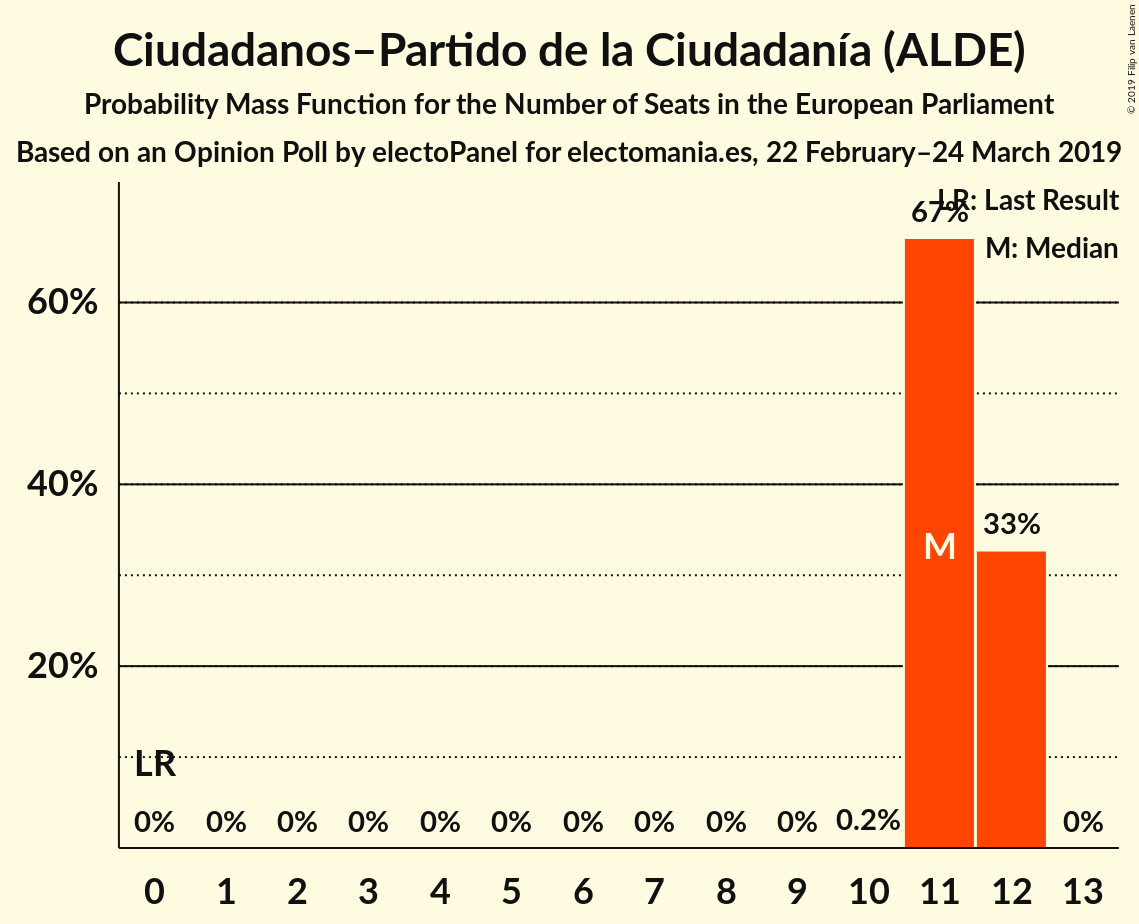 Ciudadanos–Partido de la Ciudadanía (ALDE)
Probability Mass Function for the Number of Seats in the European Parliament
Based on an Opinion Poll by electoPanel for electomania.es, 22 February–24 March 2019
© 2019 Filip van Laenen
LR: Last Result
67%
M: Median
60%
40%
33%
M
20%
LR
0% 0% 0% 0% 0% 0% 0% 0% 0% 0% 0.2% 0%
0 1 2 3 4 5 6 7 8 9 10 11 12 13